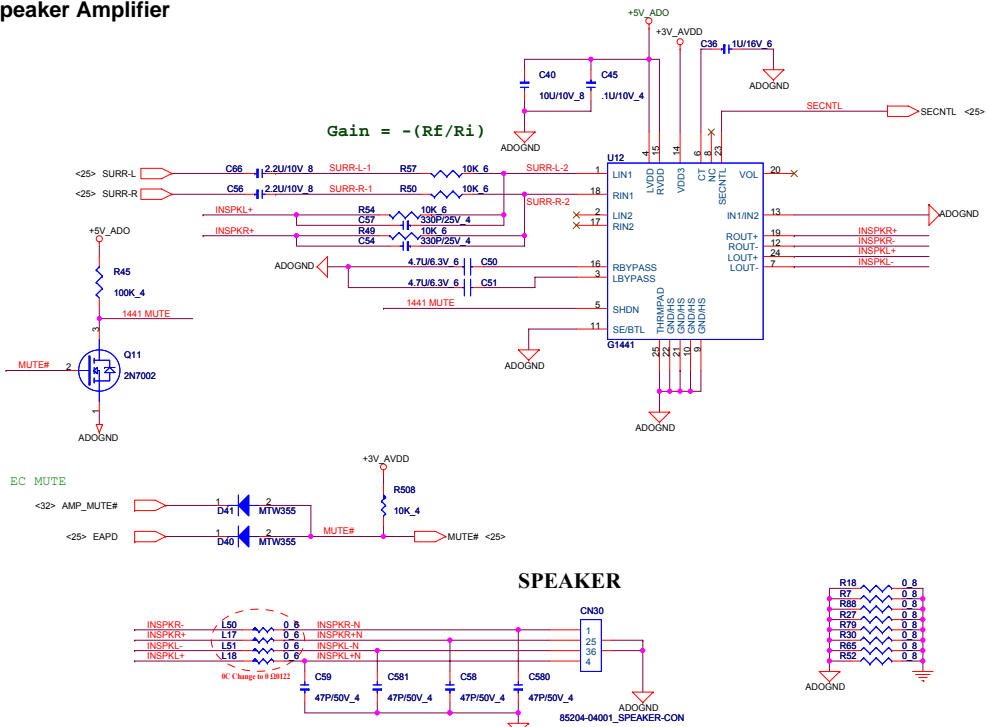 peaker Amplifier
+5V_ADO
+3V_AVDD
C36 1U/16V_6
ADOGND
C40
10U/10V_8
C45
.1U/10V_4
ADOGND
SECNTL
SECNTL <25>
Gain = -(Rf/Ri)
U12
4
15
14
6
8
23
LVDD
RVDD
VDD3
CT
NC
SECNTL
<25> SURR-L
C66 2.2U/10V_8 SURR-L-1 R57 10K_6 SURR-L-2
1 LIN1
VOL 20
<25> SURR-R
C56 2.2U/10V_8 SURR-R-1 R50 10K_6
18 RIN1
SURR-R-2
INSPKL+ R54 10K_6
C57 330P/25V_4
2 LIN2
17 RIN2
IN1/IN2 13
ADOGND
INSPKR+ R49 10K_6
C54 330P/25V_4
ROUT+ 19 INSPKR+
ROUT- 12 INSPKR-
LOUT+ 24 INSPKL+
LOUT- 7 INSPKL-
+5V_ADO
R45
100K_4
ADOGND
4.7U/6.3V_6 C50
16 RBYPASS
4.7U/6.3V_6 C51
3 LBYPASS
1441 MUTE
5 SHDN
11 SE/BTL
G1441
THRMPAD
GND/HS
GND/HS
GND/HS
GND/HS
25
22
21
10
9
ADOGND
ADOGND
1441 MUTE
3
MUTE# 2
Q11
2N7002
1
ADOGND
EC MUTE
+3V_AVDD
R508
10K_4
<32> AMP_MUTE#
1 2
D41 MTW355
<25> EAPD
1 2
D40 MTW355
MUTE#
MUTE# <25>
SPEAKER
CN30
INSPKR- L50 0_6 INSPKR-N
INSPKR+ L17 0_6 INSPKR+N
INSPKL- L51 0_6 INSPKL-N
INSPKL+ L18 0_6 INSPKL+N
1
25
36
4
0C Change to 0 Ω0122
C59
47P/50V_4
C581
47P/50V_4
C58
47P/50V_4
C580
47P/50V_4
ADOGND
85204-04001_SPEAKER-CON
R18 0_8
R7 0_8
R88 0_8
R27 0_8
R79 0_8
R30 0_8
R65 0_8
R52 0_8
ADOGND